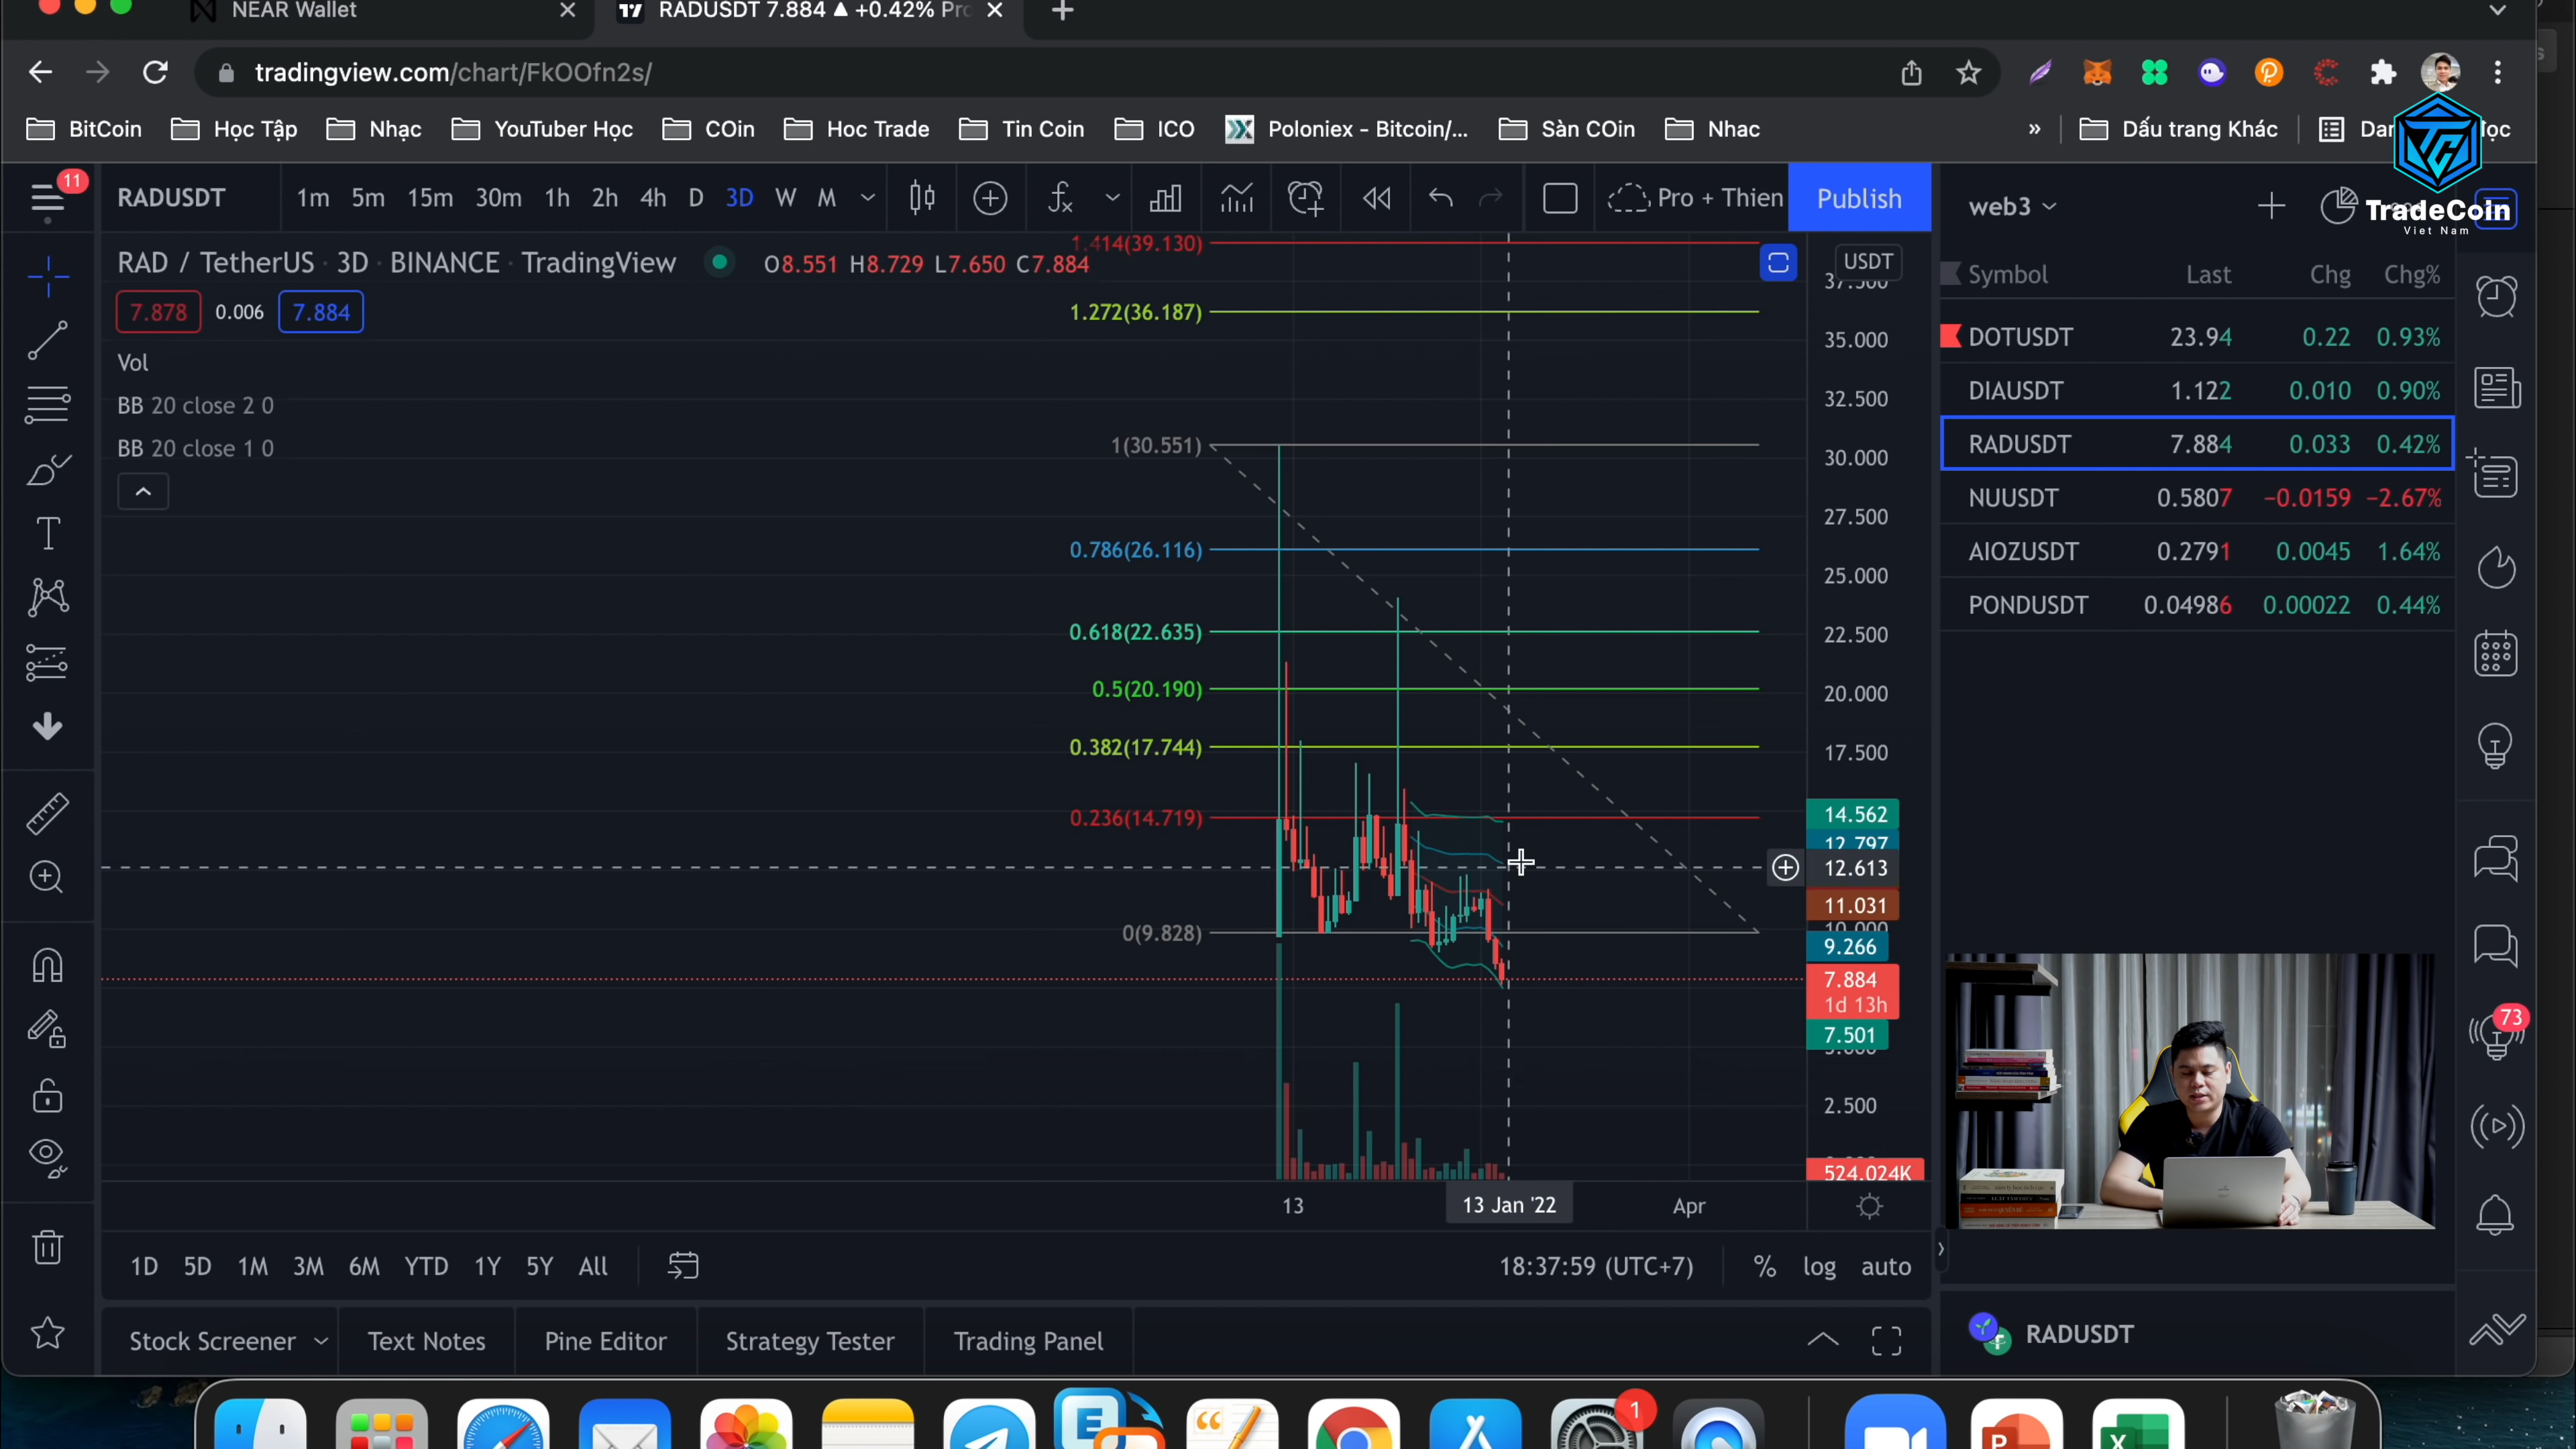 NEAR Wallet
RADUSDT 7.884 ▲ +0.42% Pro
tradingview.com/chart/FkOOfn2s/
BitCoin
Học Tập
Nhạc
YouTuber Học
COin
Hoc Trade
Tin Coin
ICO
Poloniex - Bitcoin/...
Sàn COin
Nhac
»
Dấu trang Khác
11
RADUSDT
1m 5m 15m 30m 1h 2h 4h D 3D W M
Pro + Thien
Publish
web3
TradeCoin
Viet Nam
RAD / TetherUS · 3D · BINANCE · TradingView
O8.551 H8.729 L7.650 C7.884
7.878 0.006 7.884
Vol
BB 20 close 2 0
BB 20 close 1 0
1.414(39.130)
1.272(36.187)
1(30.551)
0.786(26.116)
0.618(22.635)
0.5(20.190)
0.382(17.744)
0.236(14.719)
0(9.828)
USDT
37.500
35.000
32.500
30.000
27.500
25.000
22.500
20.000
17.500
14.562
12.797
12.613
11.031
10.000
9.266
7.884
1d 13h
7.501
2.500
524.024K
13
13 Jan '22
Apr
Symbol Last Chg Chg%
DOTUSDT 23.94 0.22 0.93%
DIAUSDT 1.122 0.010 0.90%
RADUSDT 7.884 0.033 0.42%
NUUSDT 0.5807 −0.0159 −2.67%
AIOZUSDT 0.2791 0.0045 1.64%
PONDUSDT 0.04986 0.00022 0.44%
73
1D 5D 1M 3M 6M YTD 1Y 5Y All
18:37:59 (UTC+7)
% log auto
Stock Screener
Text Notes
Pine Editor
Strategy Tester
Trading Panel
RADUSDT
1